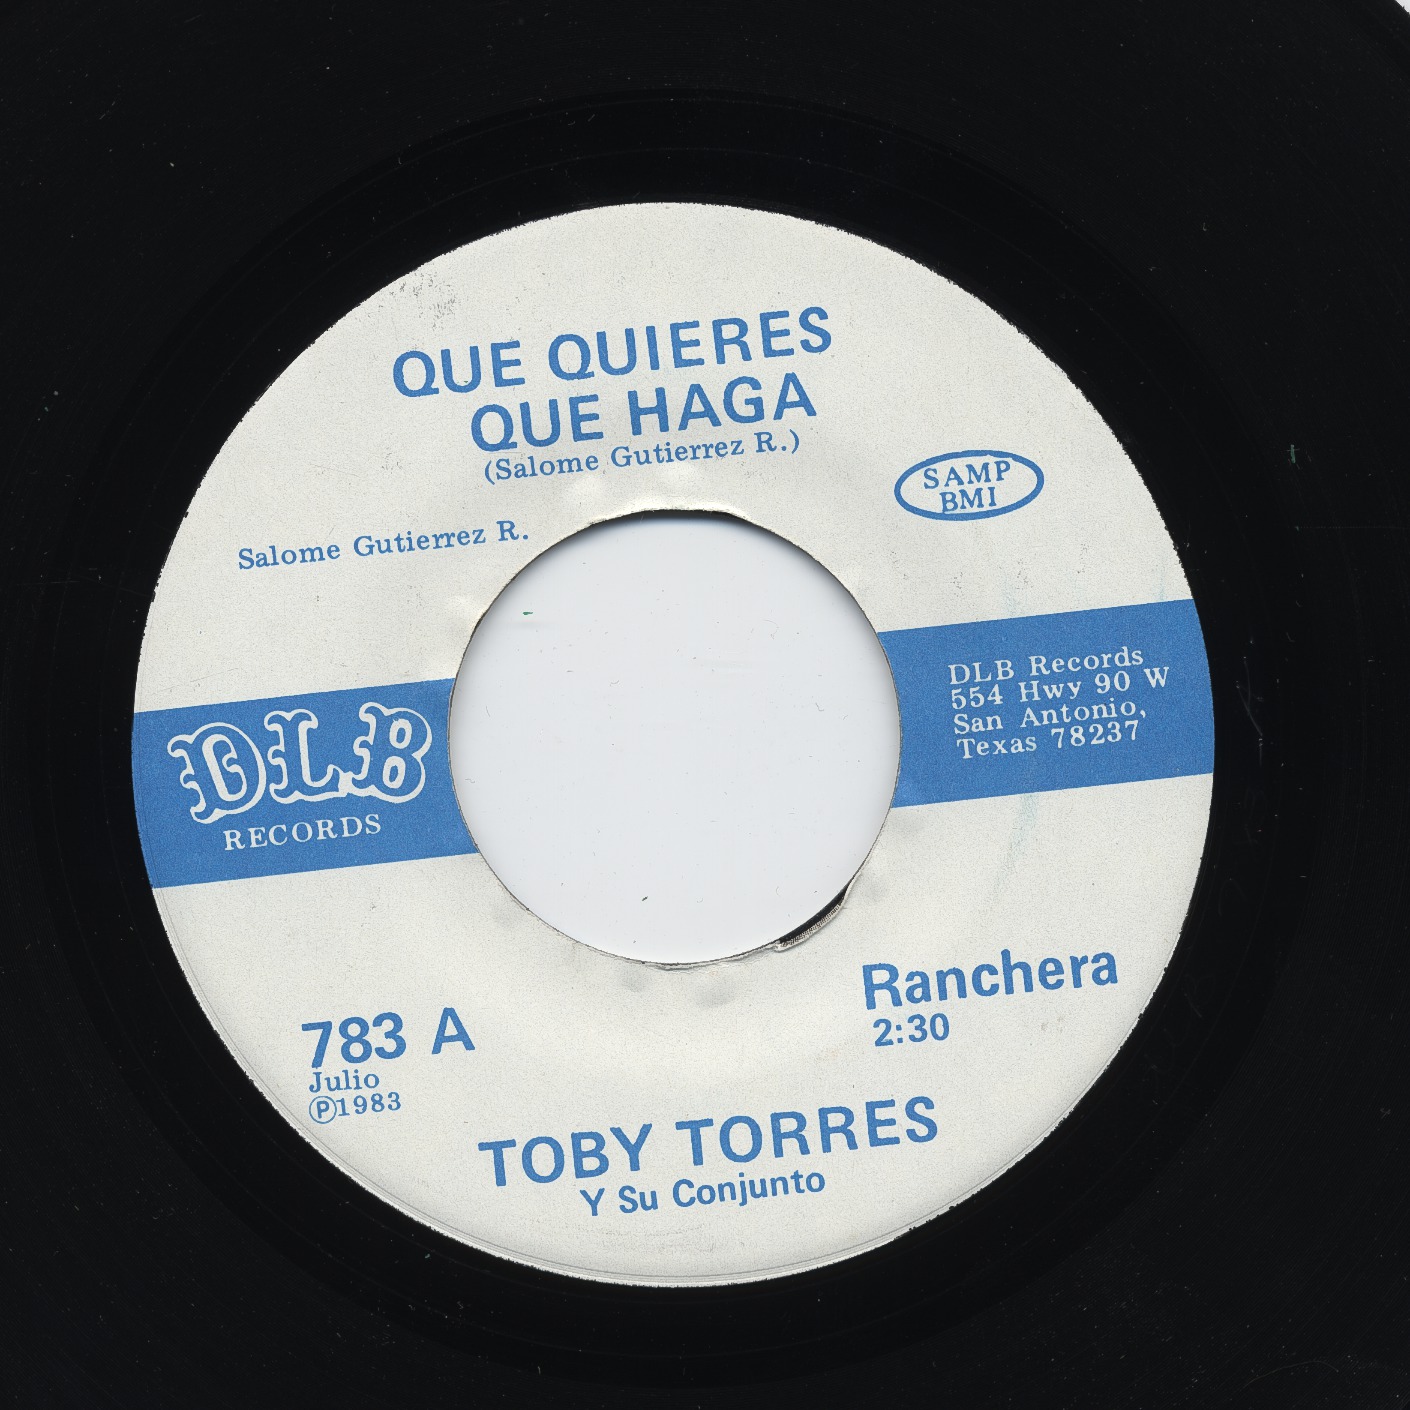 QUE QUIERES
QUE HAGA
(Salome Gutierrez R.)
SAMP
BMI
Salome Gutierrez R.
DLB
RECORDS
DLB Records
554 Hwy 90 W
San Antonio,
Texas 78237
783 A
Julio
Ⓟ1983
Ranchera
2:30
TOBY TORRES
Y Su Conjunto